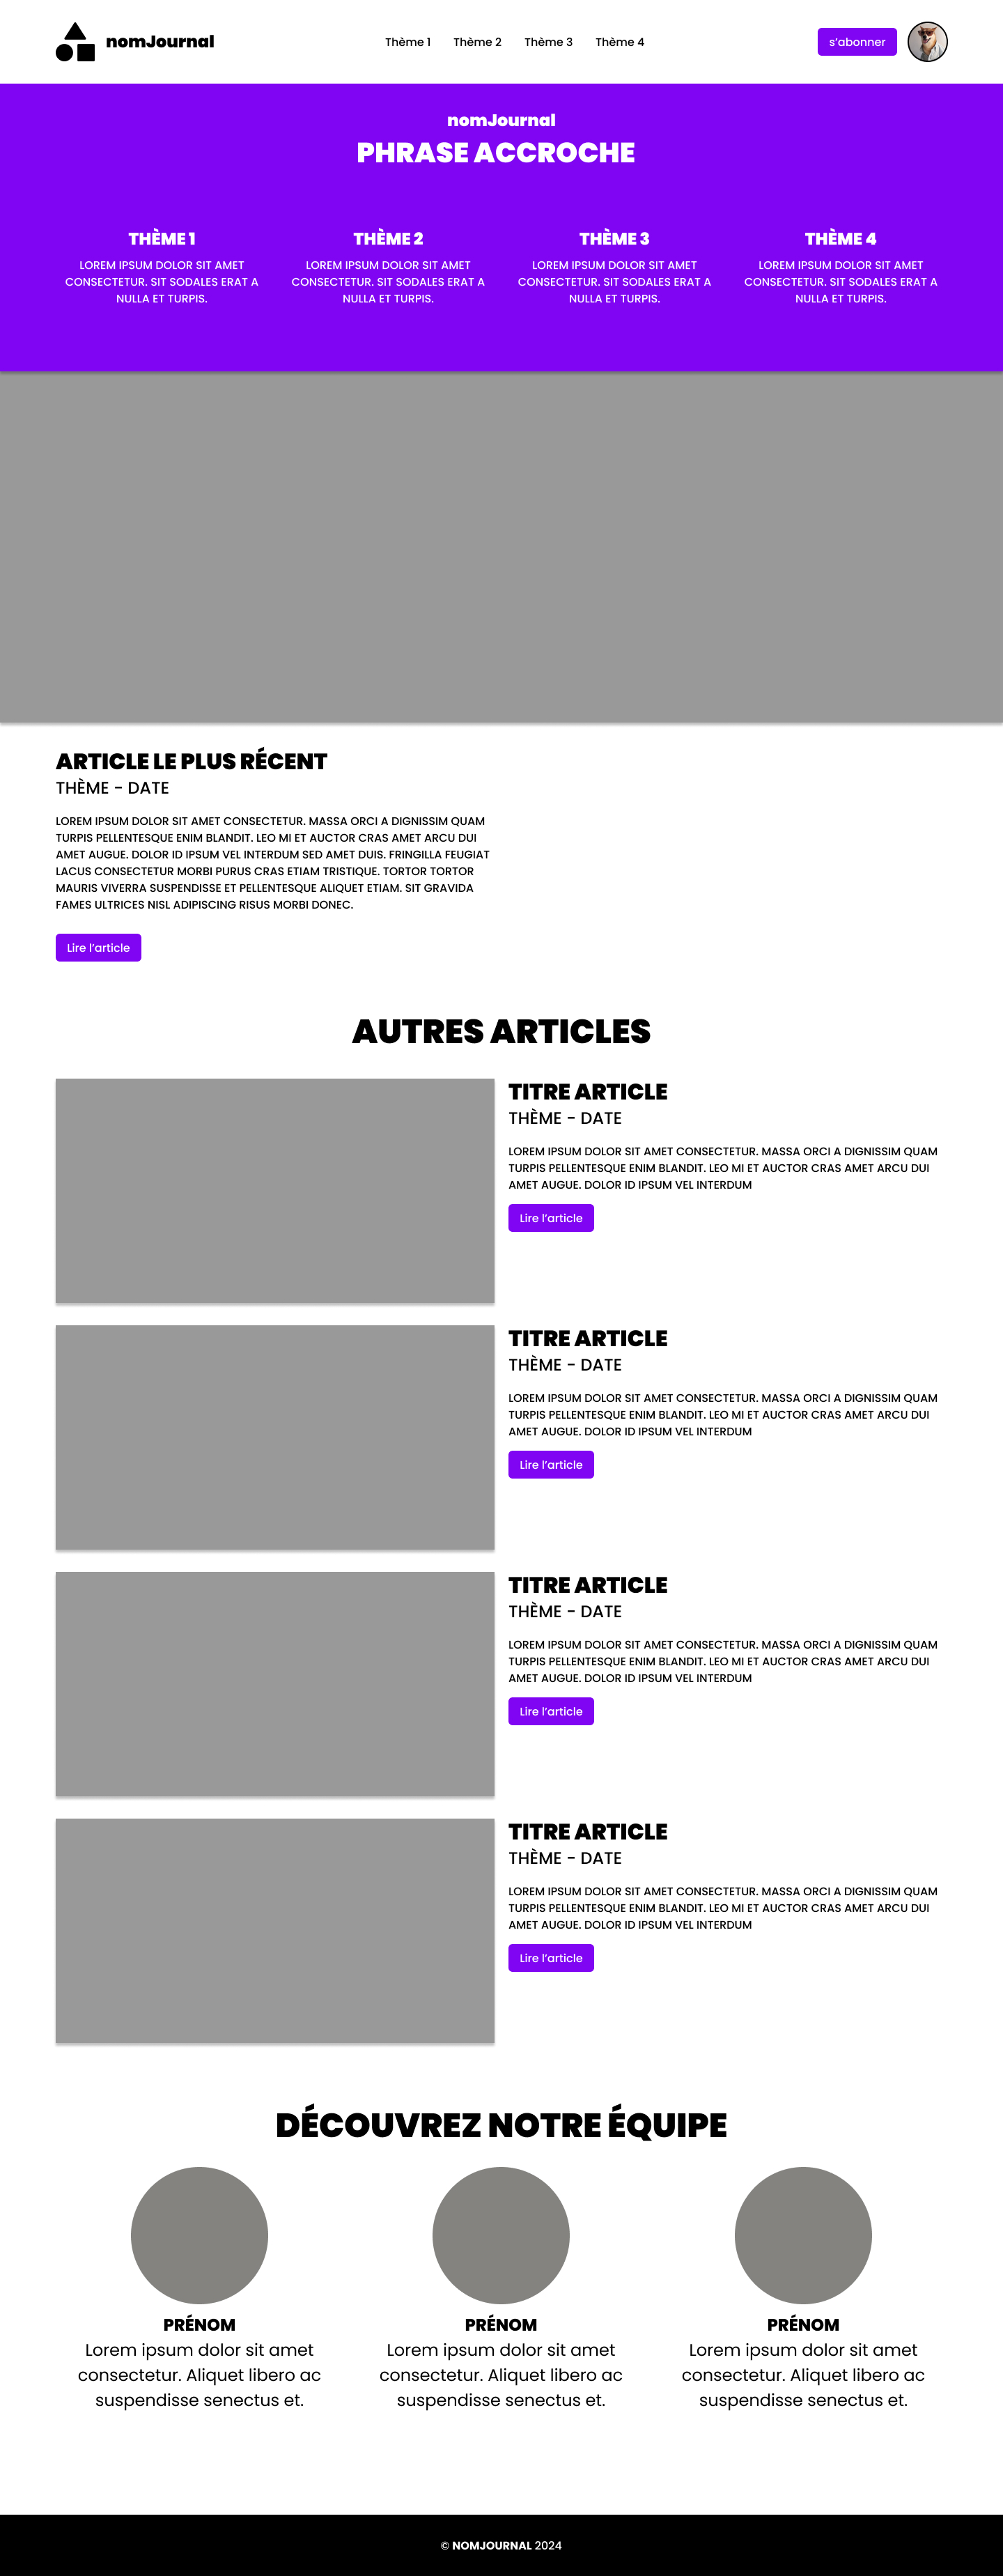 nomJournal
Thème 1
Thème 2
Thème 3
Thème 4
s'abonner
nomJournal
PHRASE ACCROCHE
THÈME 1
LOREM IPSUM DOLOR SIT AMET
CONSECTETUR. SIT SODALES ERAT A
NULLA ET TURPIS.
THÈME 2
LOREM IPSUM DOLOR SIT AMET
CONSECTETUR. SIT SODALES ERAT A
NULLA ET TURPIS.
THÈME 3
LOREM IPSUM DOLOR SIT AMET
CONSECTETUR. SIT SODALES ERAT A
NULLA ET TURPIS.
THÈME 4
LOREM IPSUM DOLOR SIT AMET
CONSECTETUR. SIT SODALES ERAT A
NULLA ET TURPIS.
ARTICLE LE PLUS RÉCENT
THÈME - DATE
LOREM IPSUM DOLOR SIT AMET CONSECTETUR. MASSA ORCI A DIGNISSIM QUAM
TURPIS PELLENTESQUE ENIM BLANDIT. LEO MI ET AUCTOR CRAS AMET ARCU DUI
AMET AUGUE. DOLOR ID IPSUM VEL INTERDUM SED AMET DUIS. FRINGILLA FEUGIAT
LACUS CONSECTETUR MORBI PURUS CRAS ETIAM TRISTIQUE. TORTOR TORTOR
MAURIS VIVERRA SUSPENDISSE ET PELLENTESQUE ALIQUET ETIAM. SIT GRAVIDA
FAMES ULTRICES NISL ADIPISCING RISUS MORBI DONEC.
Lire l'article
AUTRES ARTICLES
TITRE ARTICLE
THÈME - DATE
LOREM IPSUM DOLOR SIT AMET CONSECTETUR. MASSA ORCI A DIGNISSIM QUAM
TURPIS PELLENTESQUE ENIM BLANDIT. LEO MI ET AUCTOR CRAS AMET ARCU DUI
AMET AUGUE. DOLOR ID IPSUM VEL INTERDUM
Lire l'article
TITRE ARTICLE
THÈME - DATE
LOREM IPSUM DOLOR SIT AMET CONSECTETUR. MASSA ORCI A DIGNISSIM QUAM
TURPIS PELLENTESQUE ENIM BLANDIT. LEO MI ET AUCTOR CRAS AMET ARCU DUI
AMET AUGUE. DOLOR ID IPSUM VEL INTERDUM
Lire l'article
TITRE ARTICLE
THÈME - DATE
LOREM IPSUM DOLOR SIT AMET CONSECTETUR. MASSA ORCI A DIGNISSIM QUAM
TURPIS PELLENTESQUE ENIM BLANDIT. LEO MI ET AUCTOR CRAS AMET ARCU DUI
AMET AUGUE. DOLOR ID IPSUM VEL INTERDUM
Lire l'article
TITRE ARTICLE
THÈME - DATE
LOREM IPSUM DOLOR SIT AMET CONSECTETUR. MASSA ORCI A DIGNISSIM QUAM
TURPIS PELLENTESQUE ENIM BLANDIT. LEO MI ET AUCTOR CRAS AMET ARCU DUI
AMET AUGUE. DOLOR ID IPSUM VEL INTERDUM
Lire l'article
DÉCOUVREZ NOTRE ÉQUIPE
PRÉNOM
Lorem ipsum dolor sit amet
consectetur. Aliquet libero ac
suspendisse senectus et.
PRÉNOM
Lorem ipsum dolor sit amet
consectetur. Aliquet libero ac
suspendisse senectus et.
PRÉNOM
Lorem ipsum dolor sit amet
consectetur. Aliquet libero ac
suspendisse senectus et.
© NOMJOURNAL 2024